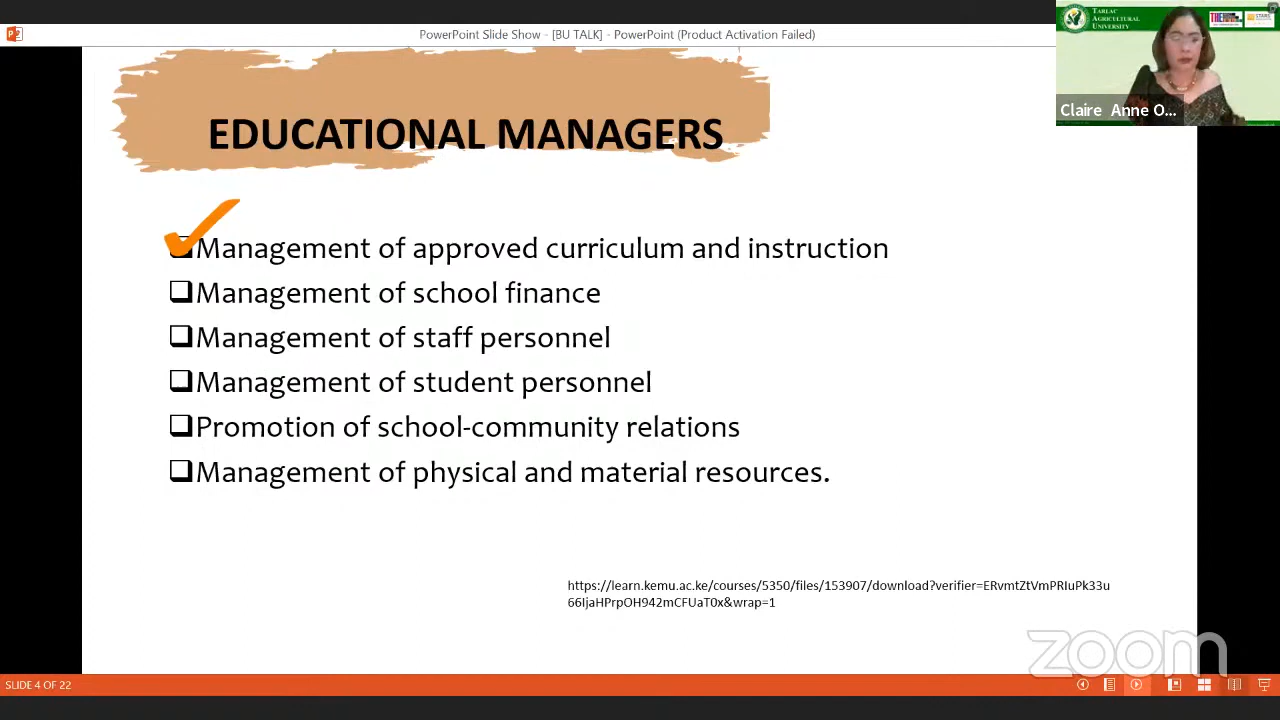 PowerPoint Slide Show - [BU TALK] - PowerPoint (Product Activation Failed)
TARLAC
AGRICULTURAL
UNIVERSITY
Claire Anne O...
EDUCATIONAL MANAGERS
Management of approved curriculum and instruction
Management of school finance
Management of staff personnel
Management of student personnel
Promotion of school-community relations
Management of physical and material resources.
https://learn.kemu.ac.ke/courses/5350/files/153907/download?verifier=ERvmtZtVmPRIuPk33u
66IjaHPrpOH942mCFUaT0x&wrap=1
zoom
SLIDE 4 OF 22